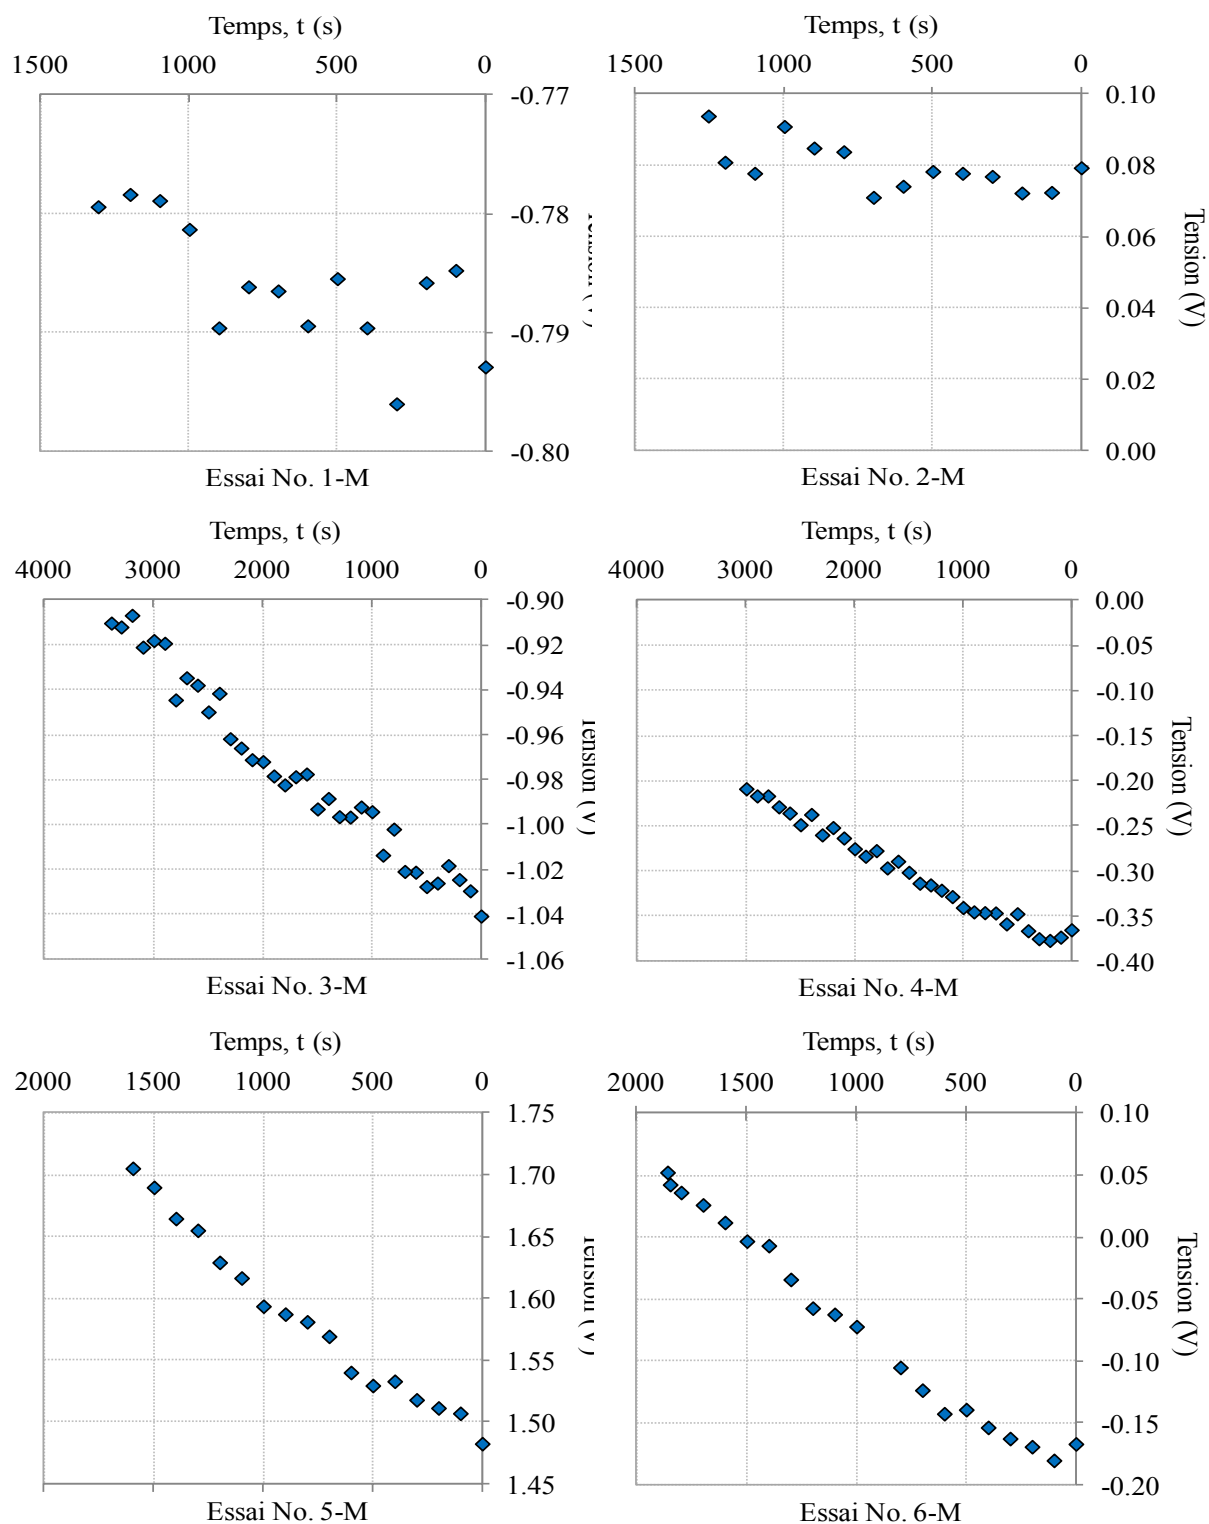 Temps, t (s)
1500 1000 500 0
-0.77
-0.78
-0.79
-0.80
Essai No. 1-M
Temps, t (s)
1500 1000 500 0
0.10
0.08
0.06
0.04
0.02
0.00
Tension (V)
Essai No. 2-M
Temps, t (s)
4000 3000 2000 1000 0
-0.90
-0.92
-0.94
-0.96
-0.98
-1.00
-1.02
-1.04
-1.06
Tension (V)
Essai No. 3-M
Temps, t (s)
4000 3000 2000 1000 0
0.00
-0.05
-0.10
-0.15
-0.20
-0.25
-0.30
-0.35
-0.40
Tension (V)
Essai No. 4-M
Temps, t (s)
2000 1500 1000 500 0
1.75
1.70
1.65
1.60
1.55
1.50
1.45
Essai No. 5-M
Temps, t (s)
2000 1500 1000 500 0
0.10
0.05
0.00
-0.05
-0.10
-0.15
-0.20
Tension (V)
Essai No. 6-M